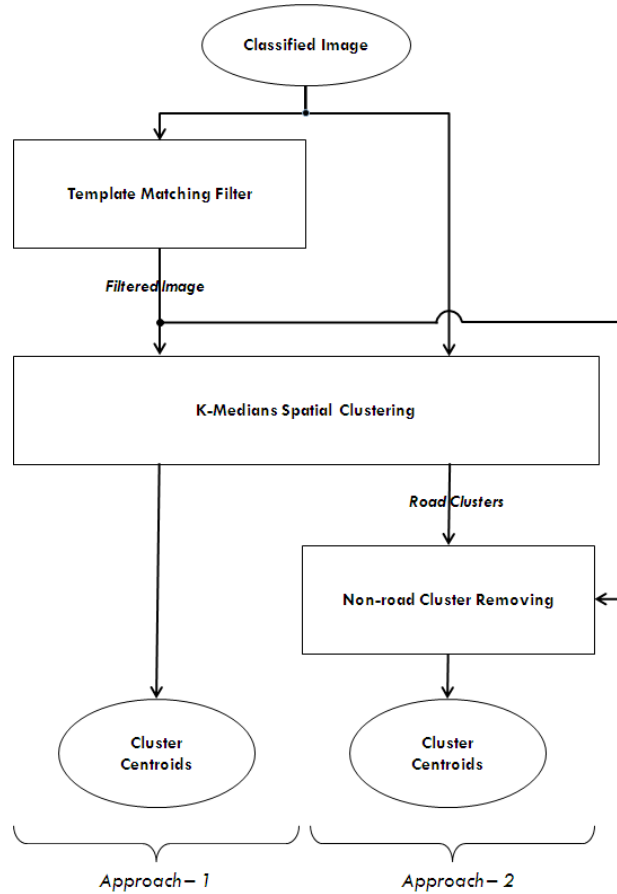 Classified Image
Template Matching Filter
Filtered Image
K-Medians Spatial Clustering
Road Clusters
Non-road Cluster Removing
Cluster
Centroids
Cluster
Centroids
Approach– 1
Approach– 2